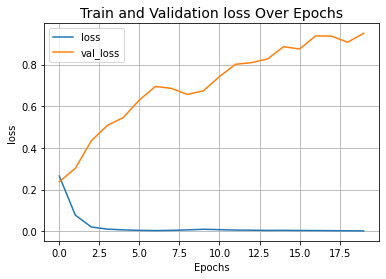 Train and Validation loss Over Epochs
loss
val_loss
0.8
0.6
0.4
0.2
0.0
loss
0.0 2.5 5.0 7.5 10.0 12.5 15.0 17.5
Epochs